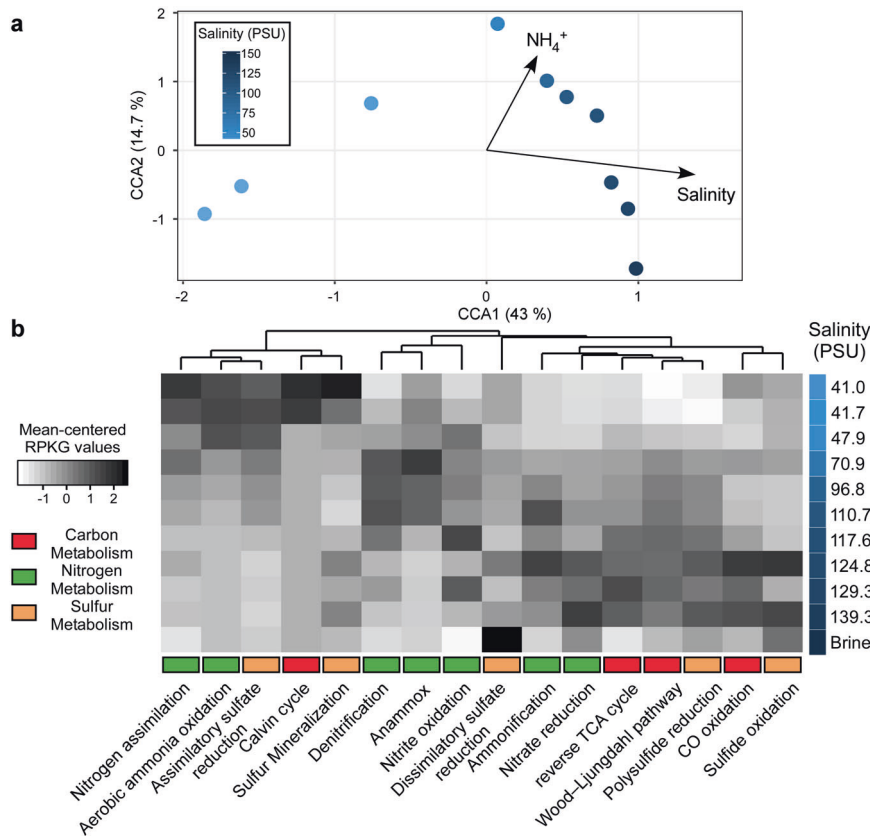 a
Salinity (PSU)
150
125
100
75
50
NH₄⁺
Salinity
2
1
0
-1
CCA2 (14.7 %)
-2
-1
0
1
CCA1 (43 %)
b
Salinity
(PSU)
41.0
41.7
47.9
70.9
96.8
110.7
117.6
124.8
129.3
139.3
Brine
Mean-centered
RPKG values
-1 0 1 2
Carbon
Metabolism
Nitrogen
Metabolism
Sulfur
Metabolism
Nitrogen assimilation
Aerobic ammonia oxidation
Assimilatory sulfate
reduction
Calvin cycle
Sulfur Mineralization
Denitrification
Anammox
Nitrite oxidation
Dissimilatory sulfate
reduction
Ammonification
Nitrate reduction
reverse TCA cycle
Wood–Ljungdahl pathway
Polysulfide reduction
CO oxidation
Sulfide oxidation